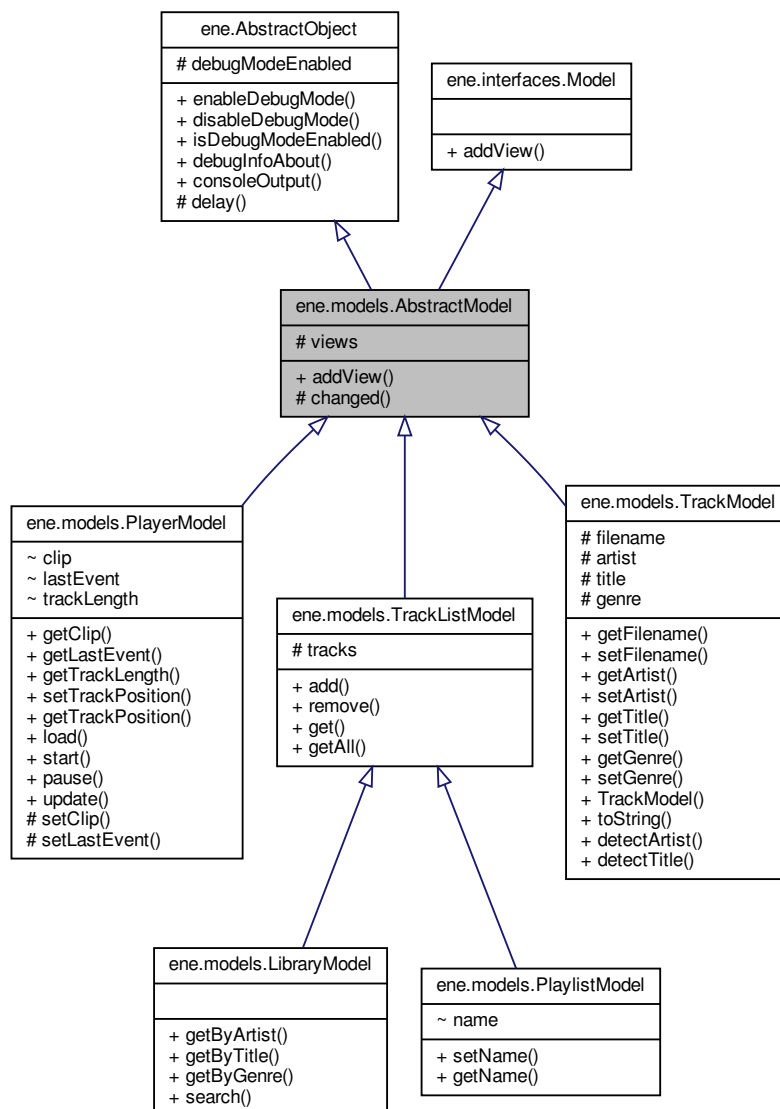 ene.AbstractObject
# debugModeEnabled
+ enableDebugMode()
+ disableDebugMode()
+ isDebugModeEnabled()
+ debugInfoAbout()
+ consoleOutput()
# delay()
ene.interfaces.Model
+ addView()
ene.models.AbstractModel
# views
+ addView()
# changed()
ene.models.PlayerModel
~ clip
~ lastEvent
~ trackLength
+ getClip()
+ getLastEvent()
+ getTrackLength()
+ setTrackPosition()
+ getTrackPosition()
+ load()
+ start()
+ pause()
+ update()
# setClip()
# setLastEvent()
ene.models.TrackListModel
# tracks
+ add()
+ remove()
+ get()
+ getAll()
ene.models.TrackModel
# filename
# artist
# title
# genre
+ getFilename()
+ setFilename()
+ getArtist()
+ setArtist()
+ getTitle()
+ setTitle()
+ getGenre()
+ setGenre()
+ TrackModel()
+ toString()
+ detectArtist()
+ detectTitle()
ene.models.LibraryModel
+ getByArtist()
+ getByTitle()
+ getByGenre()
+ search()
ene.models.PlaylistModel
~ name
+ setName()
+ getName()